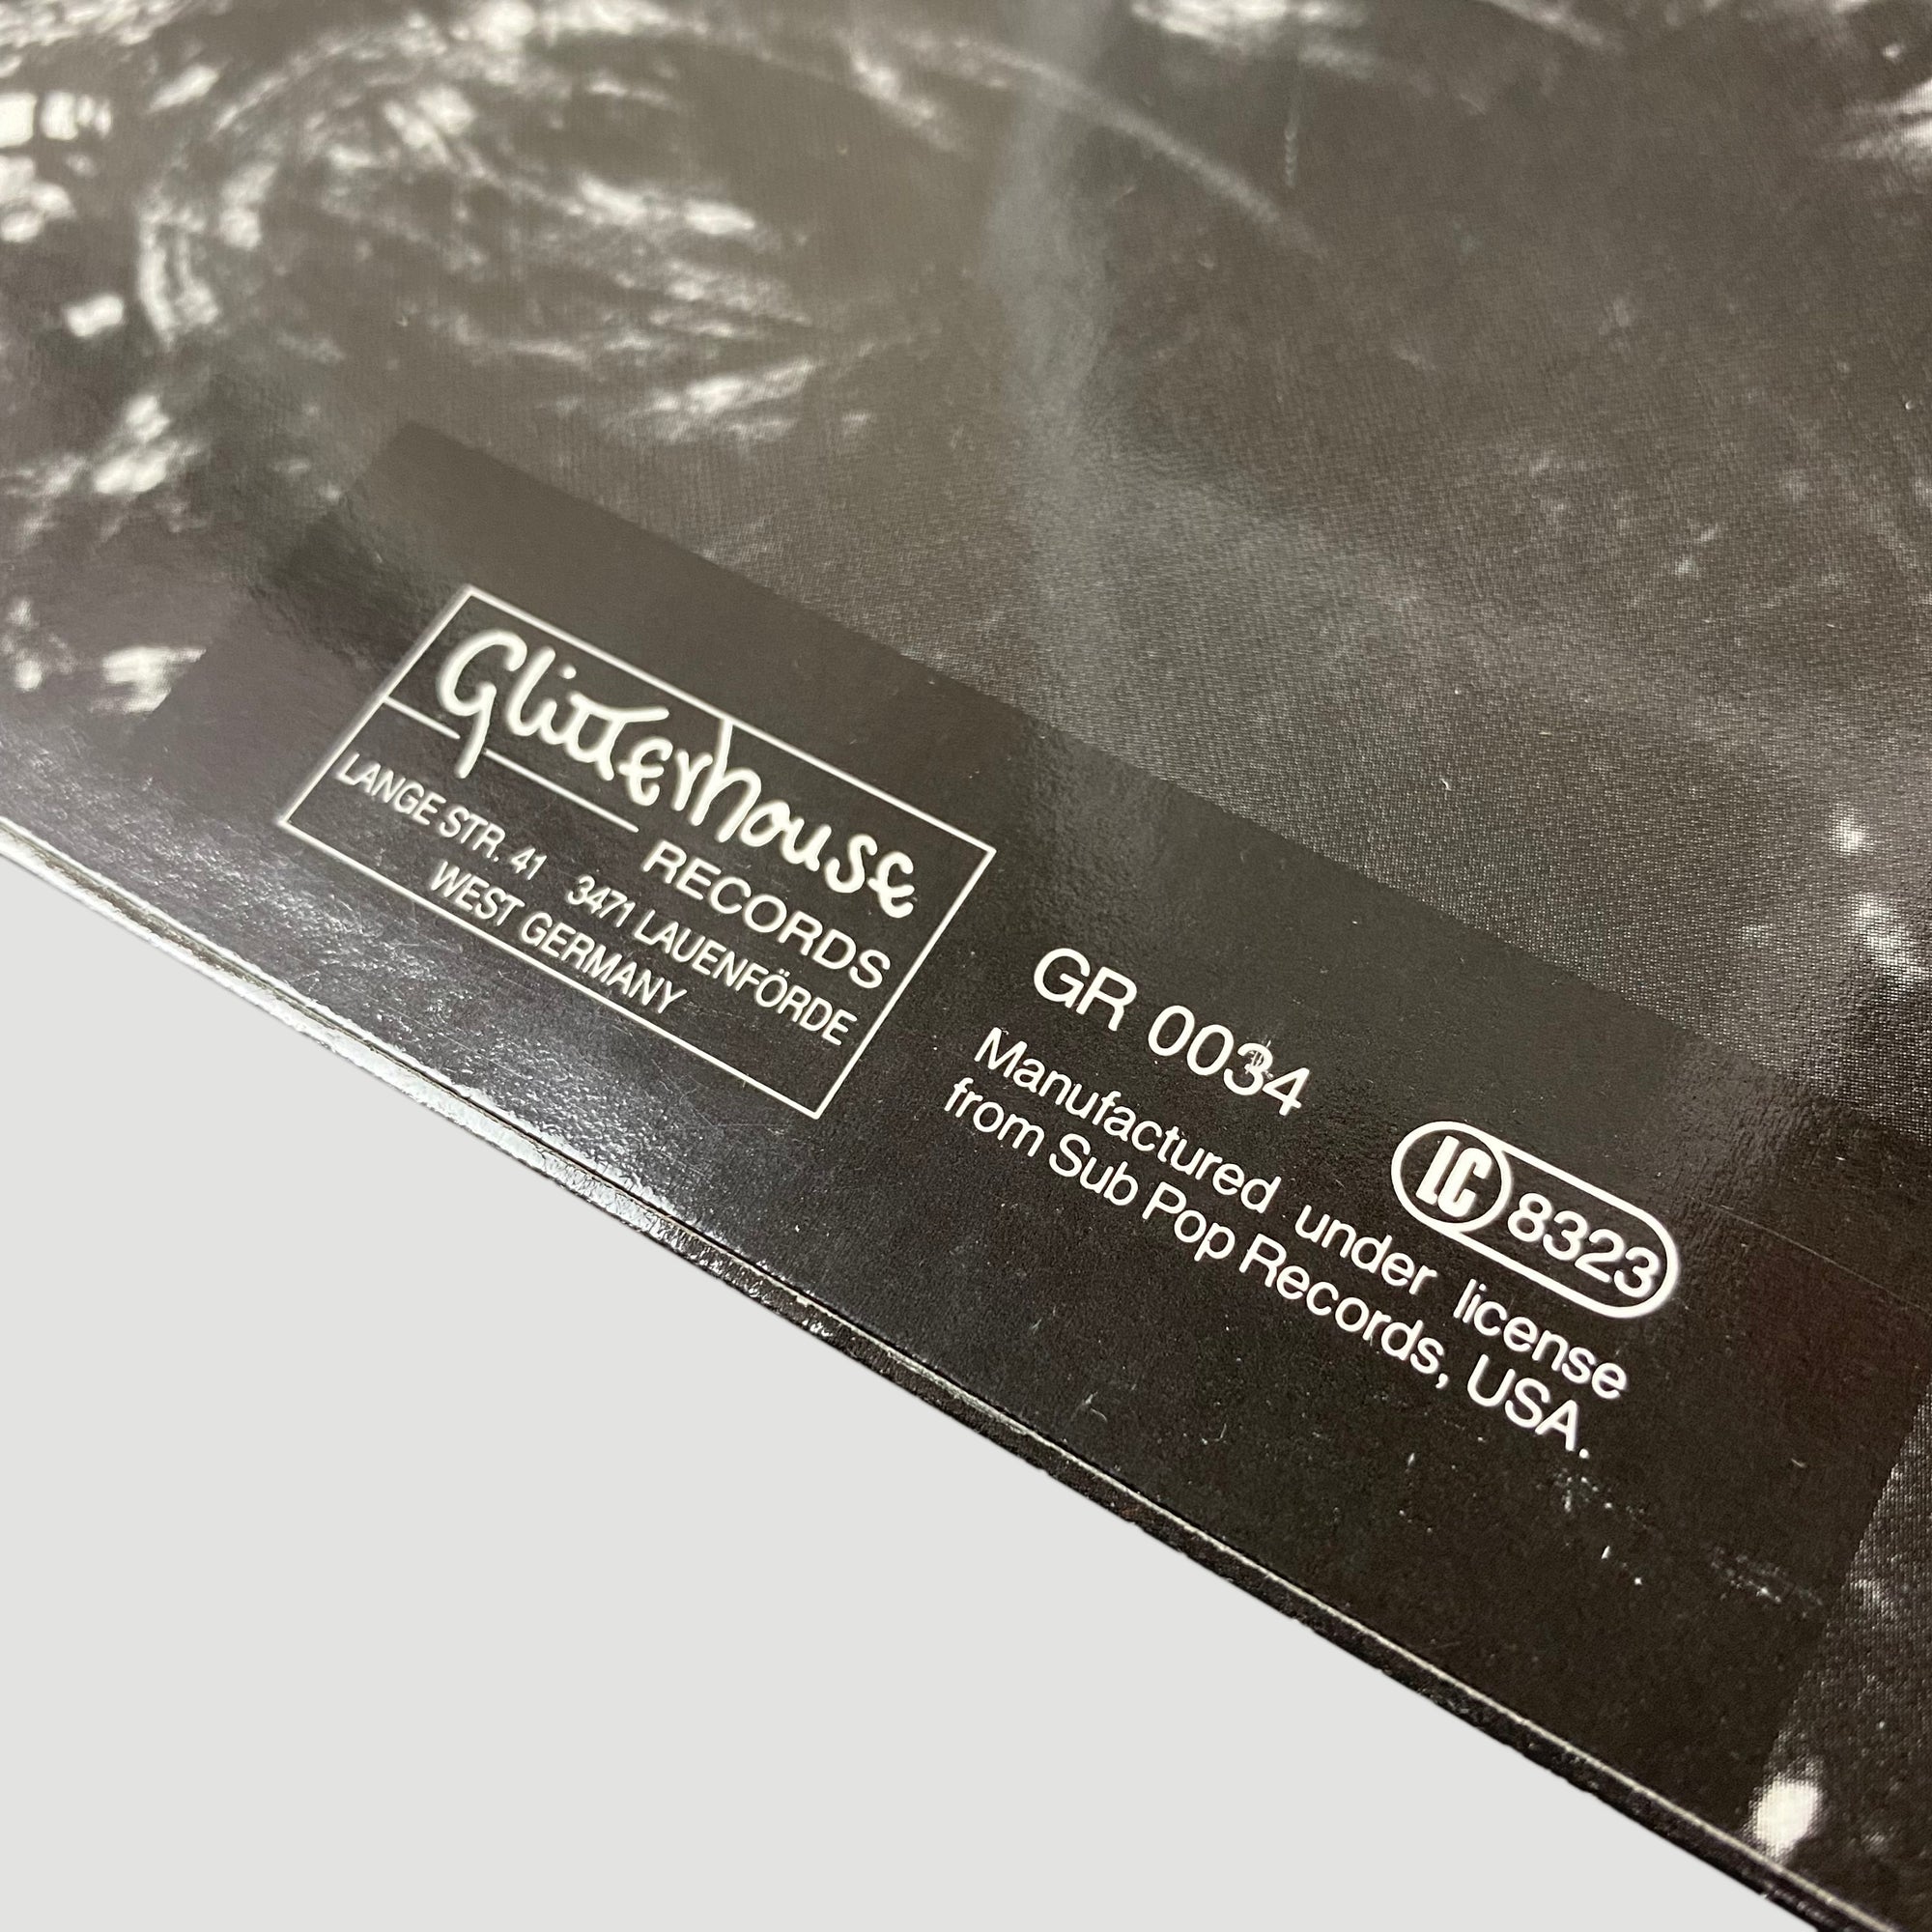 Glitterhouse
RECORDS
LANGE STR. 41 3471 LAUENFÖRDE
WEST GERMANY
GR 0034
LC 8323
Manufactured under license
from Sub Pop Records, USA.